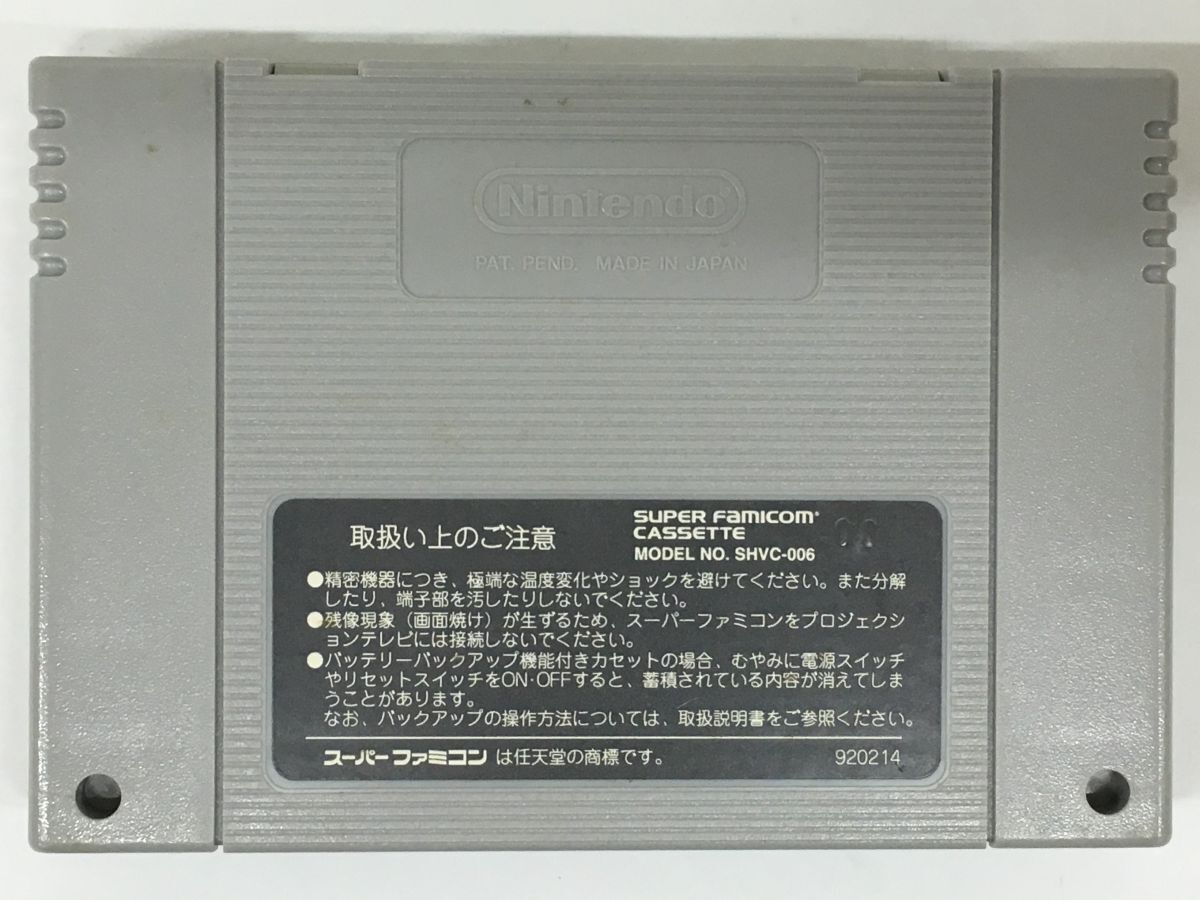 Nintendo®
PAT. PEND. MADE IN JAPAN
取扱い上のご注意
SUPER FAMICOM®
CASSETTE
MODEL NO. SHVC-006
●精密機器につき、極端な温度変化やショックを避けてください。また分解
したり、端子部を汚したりしないでください。
●残像現象（画面焼け）が生ずるため、スーパーファミコンをプロジェクシ
ョンテレビには接続しないでください。
●バッテリーバックアップ機能付きカセットの場合、むやみに電源スイッチ
やリセットスイッチをON・OFFすると、蓄積されている内容が消えてしま
うことがあります。
なお、バックアップの操作方法については、取扱説明書をご参照ください。
スーパーファミコン は任天堂の商標です。 920214